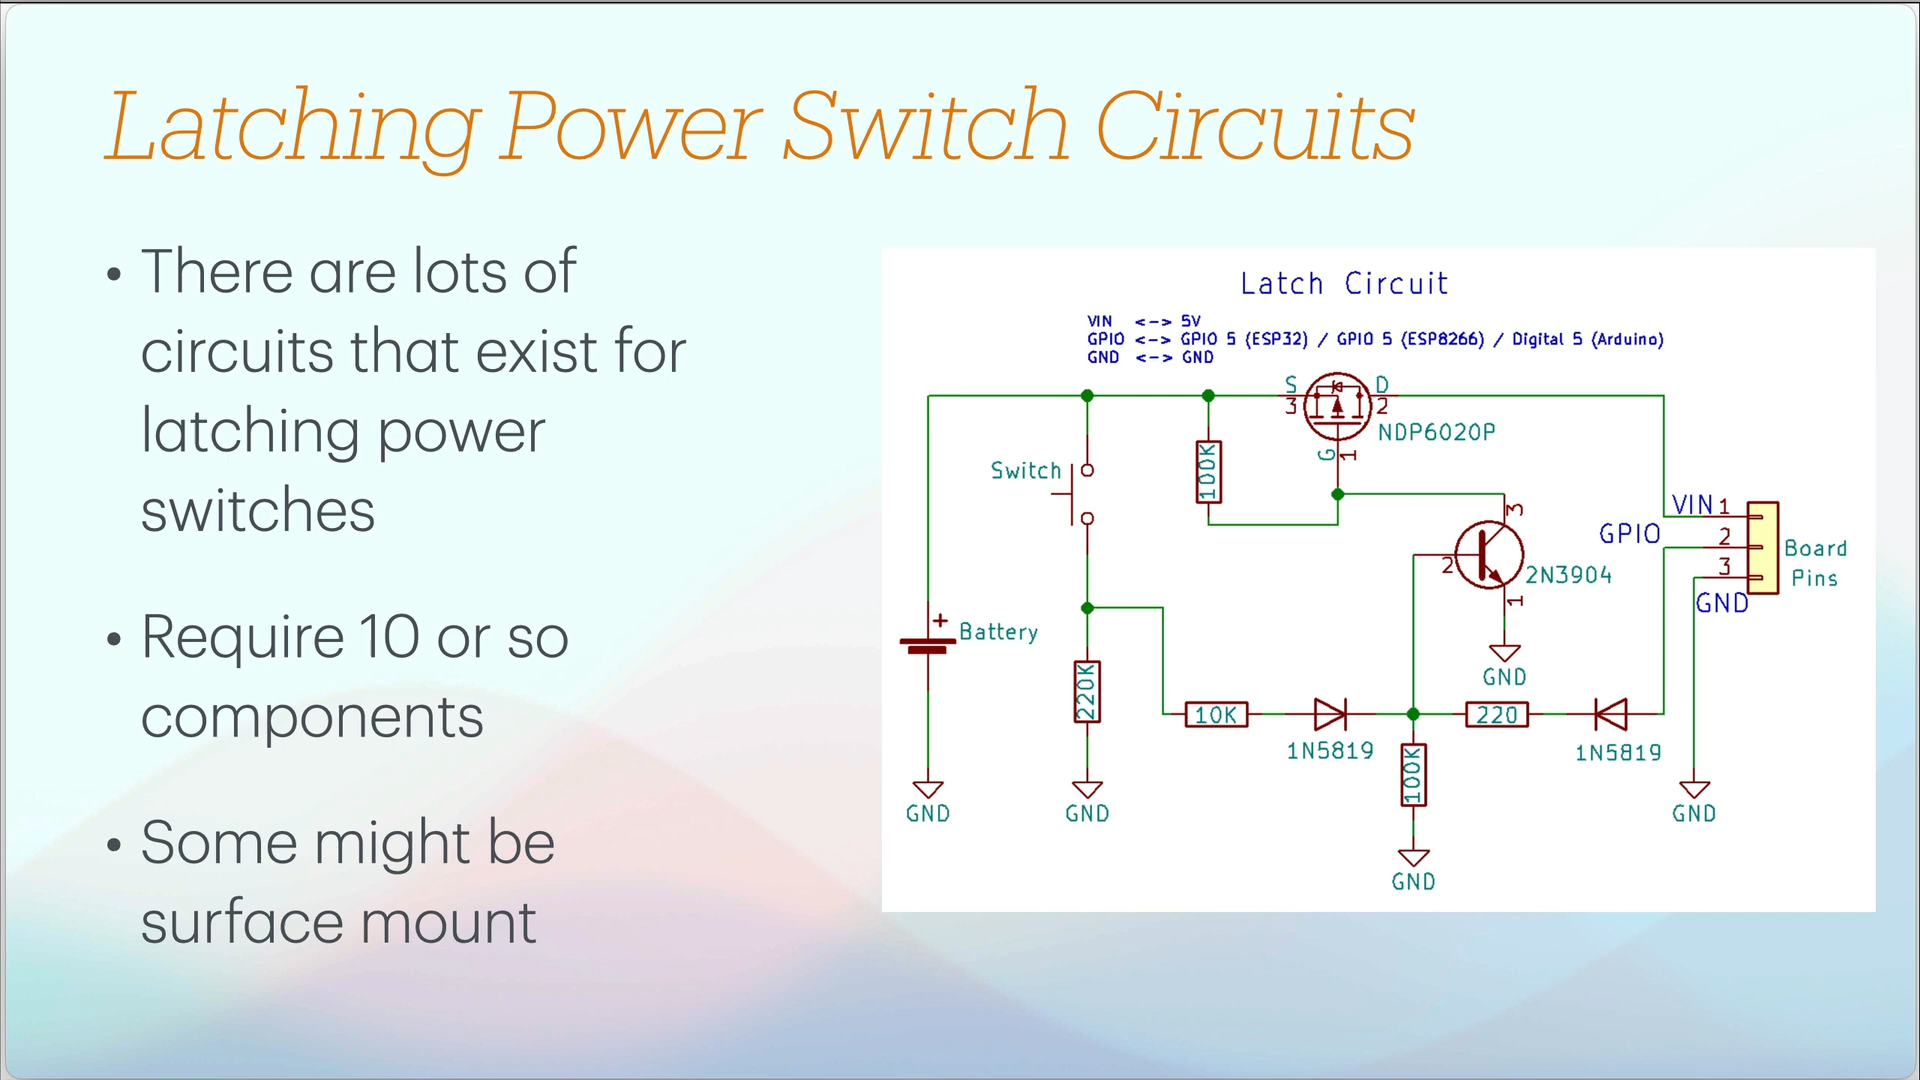 Latching Power Switch Circuits
• There are lots of
circuits that exist for
latching power
switches
• Require 10 or so
components
• Some might be
surface mount
Latch Circuit
VIN <-> 5V
GPIO <-> GPIO 5 (ESP32) / GPIO 5 (ESP8266) / Digital 5 (Arduino)
GND <-> GND
S
3
D
2
NDP6020P
G
1
Switch
100K
3
2
2N3904
1
GND
VIN 1
GPIO 2
3
GND
Board
Pins
+
Battery
220K
10K
1N5819
220
1N5819
100K
GND
GND
GND
GND